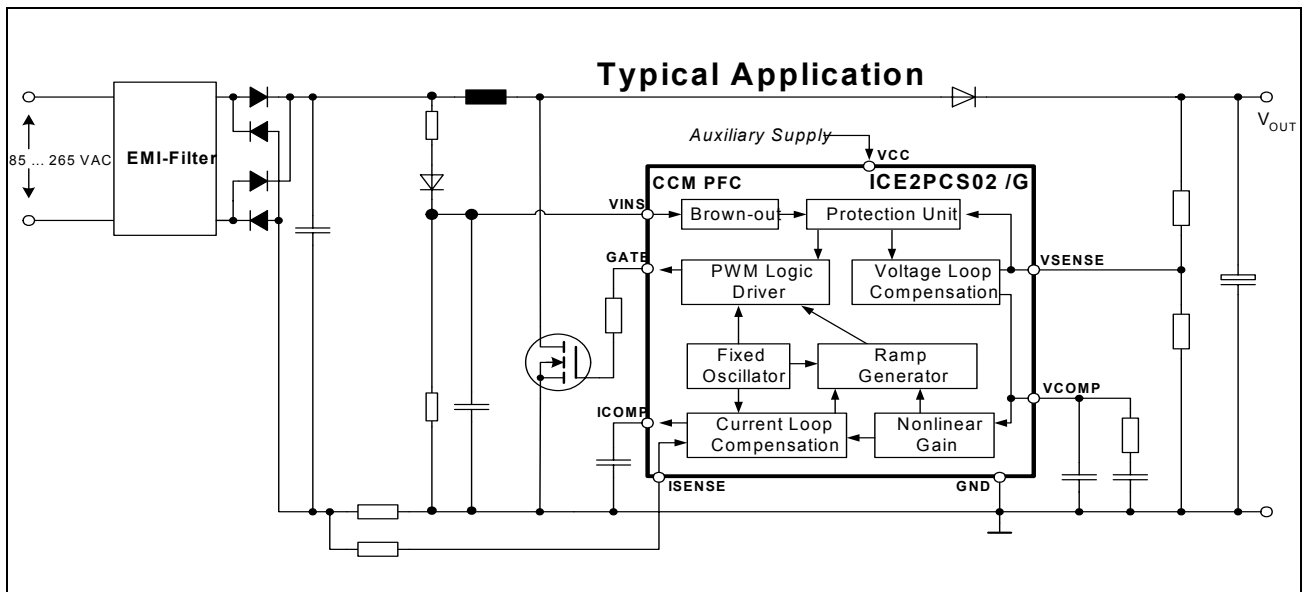 Typical Application
Auxiliary Supply
VCC
V OUT
85 ... 265 VAC
EMI-Filter
CCM PFC
ICE2PCS02 /G
VINS
Brown-out
Protection Unit
GATE
PWM Logic
Driver
Voltage Loop
Compensation
VSENSE
Fixed
Oscillator
Ramp
Generator
VCOMP
ICOMP
Current Loop
Compensation
Nonlinear
Gain
ISENSE
GND